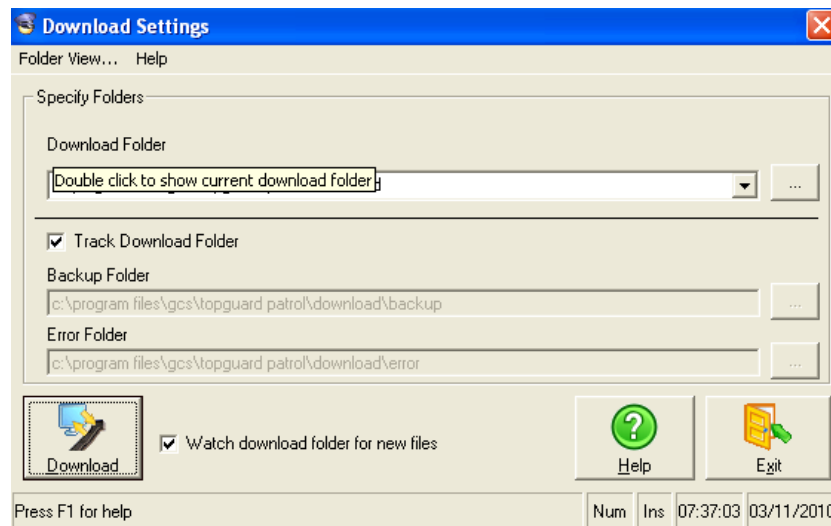 Download Settings
Folder View... Help
Specify Folders
Download Folder
Double click to show current download folder
...
Track Download Folder
Backup Folder
c:\program files\gcs\topguard patrol\download\backup
...
Error Folder
c:\program files\gcs\topguard patrol\download\error
...
Download
Watch download folder for new files
Help
Exit
Press F1 for help Num Ins 07:37:03 03/11/2010